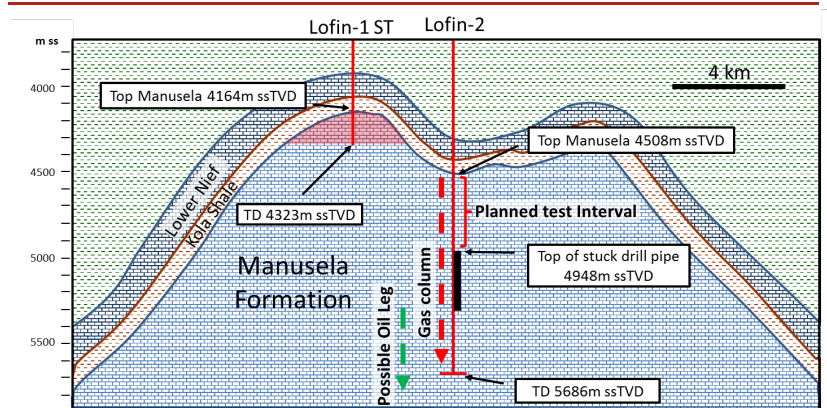 Lofin-1 ST
Lofin-2
m ss
4 km
4000
Top Manusela 4164m ssTVD
Top Manusela 4508m ssTVD
4500
Lower Nief
Kola Shale
TD 4323m ssTVD
Planned test Interval
Manusela
Formation
Top of stuck drill pipe
4948m ssTVD
5000
Gas column
Possible Oil Leg
5500
TD 5686m ssTVD